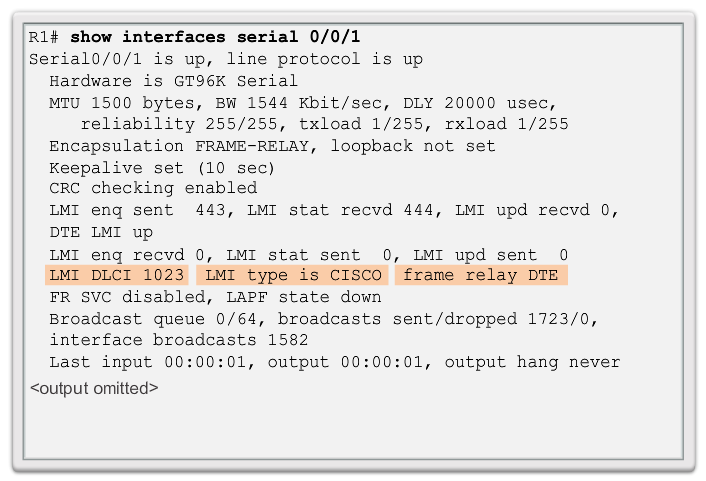 R1# show interfaces serial 0/0/1
Serial0/0/1 is up, line protocol is up
Hardware is GT96K Serial
MTU 1500 bytes, BW 1544 Kbit/sec, DLY 20000 usec,
reliability 255/255, txload 1/255, rxload 1/255
Encapsulation FRAME-RELAY, loopback not set
Keepalive set (10 sec)
CRC checking enabled
LMI enq sent  443, LMI stat recvd 444, LMI upd recvd 0,
DTE LMI up
LMI enq recvd 0, LMI stat sent  0, LMI upd sent  0
LMI DLCI 1023  LMI type is CISCO  frame relay DTE
FR SVC disabled, LAPF state down
Broadcast queue 0/64, broadcasts sent/dropped 1723/0,
interface broadcasts 1582
Last input 00:00:01, output 00:00:01, output hang never
<output omitted>